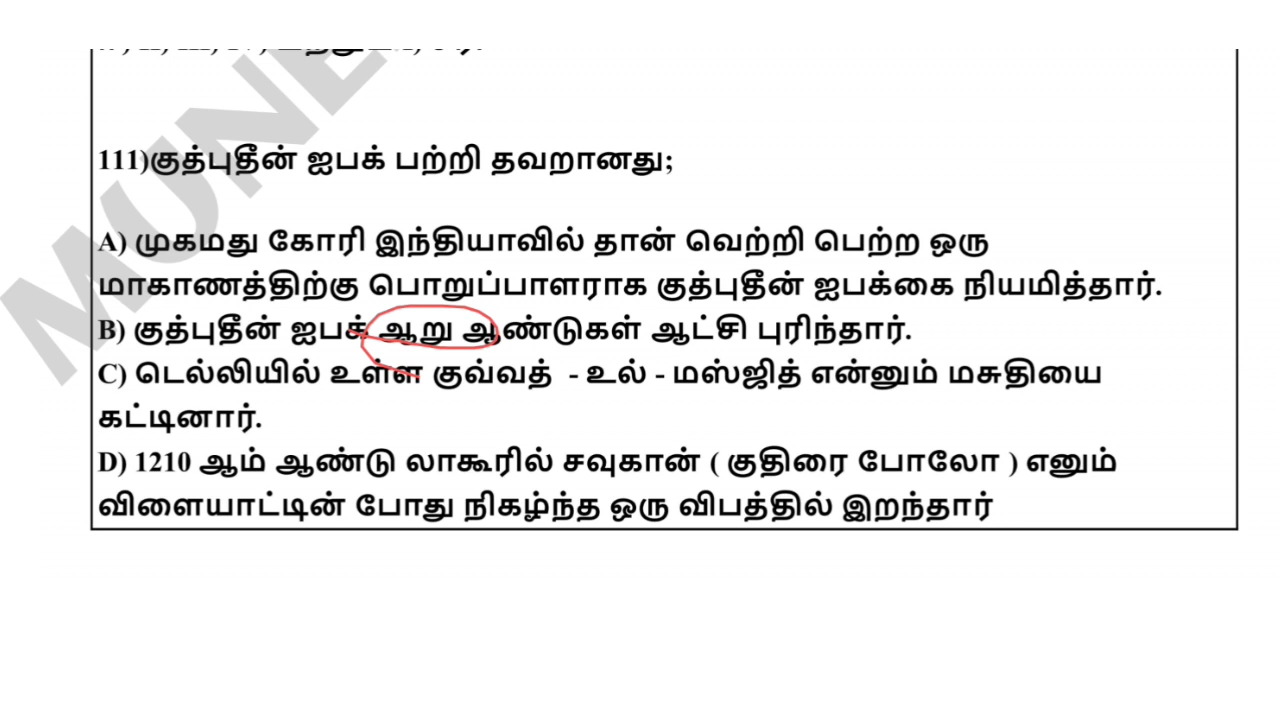 111)குத்புதீன் ஐபக் பற்றி தவறானது;
MUNE
A) முகமது கோரி இந்தியாவில் தான் வெற்றி பெற்ற ஒரு
மாகாணத்திற்கு பொறுப்பாளராக குத்புதீன் ஐபக்கை நியமித்தார்.
B) குத்புதீன் ஐபக் ஆறு ஆண்டுகள் ஆட்சி புரிந்தார்.
C) டெல்லியில் உள்ள குவ்வத் - உல் - மஸ்ஜித் என்னும் மசுதியை
கட்டினார்.
D) 1210 ஆம் ஆண்டு லாகூரில் சவுகான் ( குதிரை போலோ ) எனும்
விளையாட்டின் போது நிகழ்ந்த ஒரு விபத்தில் இறந்தார்